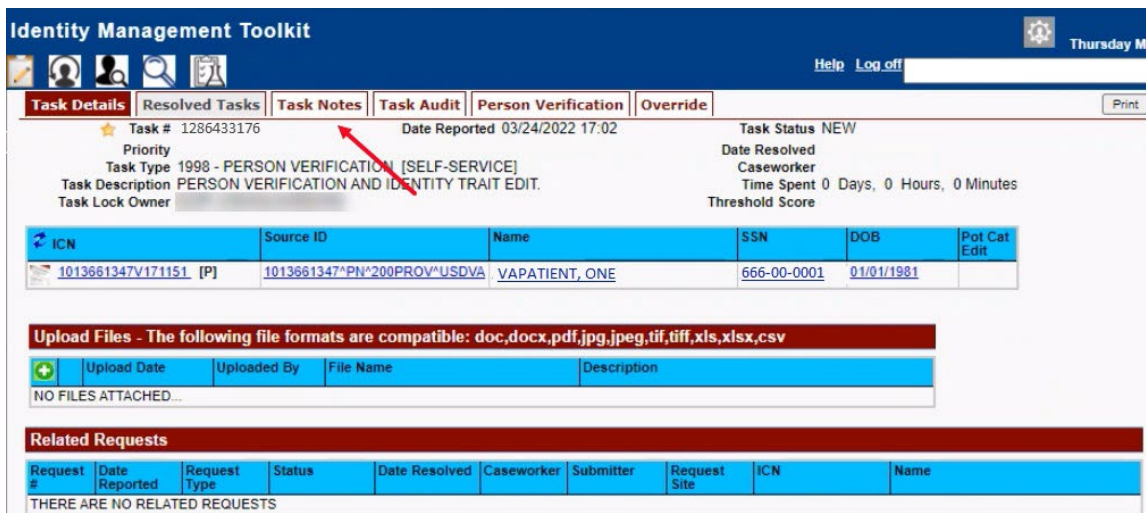 Identity Management Toolkit
Thursday M
Help Log off
Task Details Resolved Tasks Task Notes Task Audit Person Verification Override Print
Task # 1286433176 Date Reported 03/24/2022 17:02 Task Status NEW
Priority Date Resolved
Task Type 1998 - PERSON VERIFICATION [SELF-SERVICE] Caseworker
Task Description PERSON VERIFICATION AND IDENTITY TRAIT EDIT. Time Spent 0 Days, 0 Hours, 0 Minutes
Task Lock Owner Threshold Score
ICN Source ID Name SSN DOB Pot Cat
Edit
1013661347V171151 [P] 1013661347^PN^200PROV^USDVA VAPATIENT, ONE 666-00-0001 01/01/1981
Upload Files - The following file formats are compatible: doc,docx,pdf,jpg,jpeg,tif,tiff,xls,xlsx,csv
Upload Date Uploaded By File Name Description
NO FILES ATTACHED...
Related Requests
Request Date Request Status Date Resolved Caseworker Submitter Request ICN Name
# Reported Type Site
THERE ARE NO RELATED REQUESTS